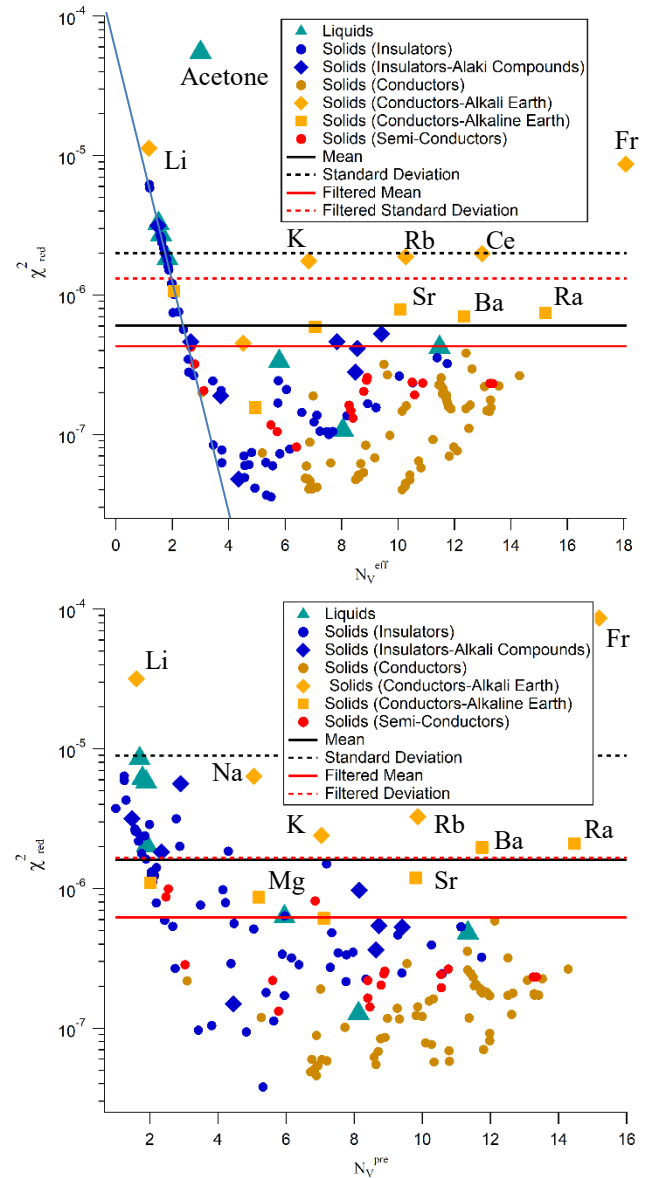 10⁻⁴
Liquids
Solids (Insulators)
Solids (Insulators-Alaki Compounds)
Solids (Conductors)
Solids (Conductors-Alkali Earth)
Solids (Conductors-Alkaline Earth)
Solids (Semi-Conductors)
Mean
Standard Deviation
Filtered Mean
Filtered Standard Deviation
Acetone
10⁻⁵
Li
Fr
K
Rb
Ce
χ²red
10⁻⁶
Sr
Ba
Ra
10⁻⁷
0 2 4 6 8 10 12 14 16 18
N_V^eff
10⁻⁴
Liquids
Solids (Insulators)
Solids (Insulators-Alkali Compounds)
Solids (Conductors)
Solids (Conductors-Alkali Earth)
Solids (Conductors-Alkaline Earth)
Solids (Semi-Conductors)
Mean
Standard Deviation
Filtered Mean
Filtered Deviation
Fr
Li
10⁻⁵
Na
K
Rb
Ba
Ra
χ²red
10⁻⁶
Mg
Sr
10⁻⁷
2 4 6 8 10 12 14 16
N_V^pre